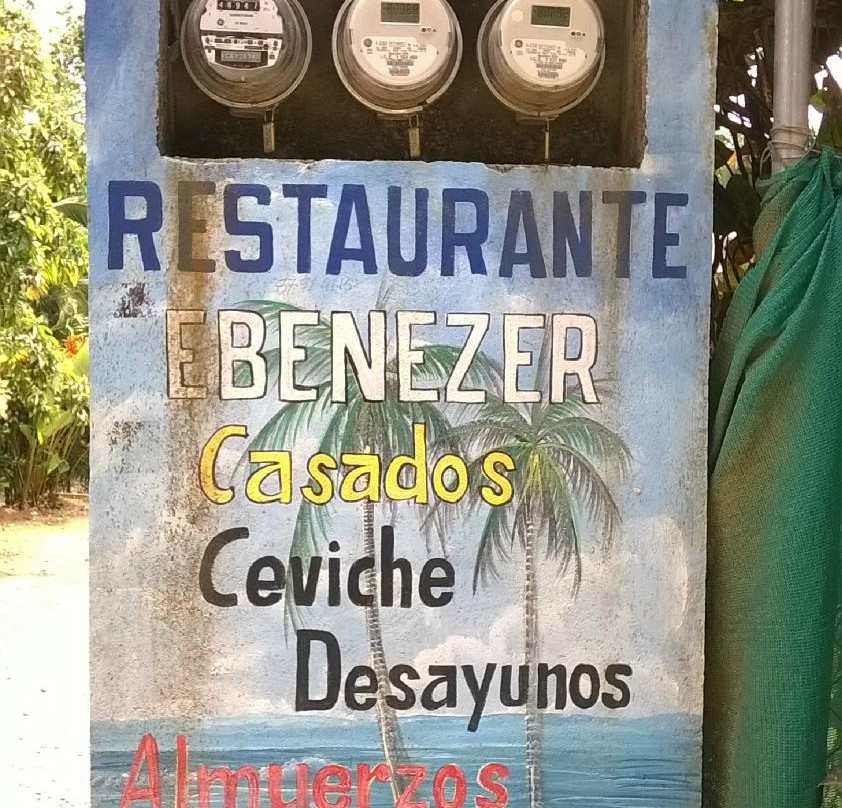 RESTAURANTE
EBENEZER
Casados
Ceviche
Desayunos
Almuerzos